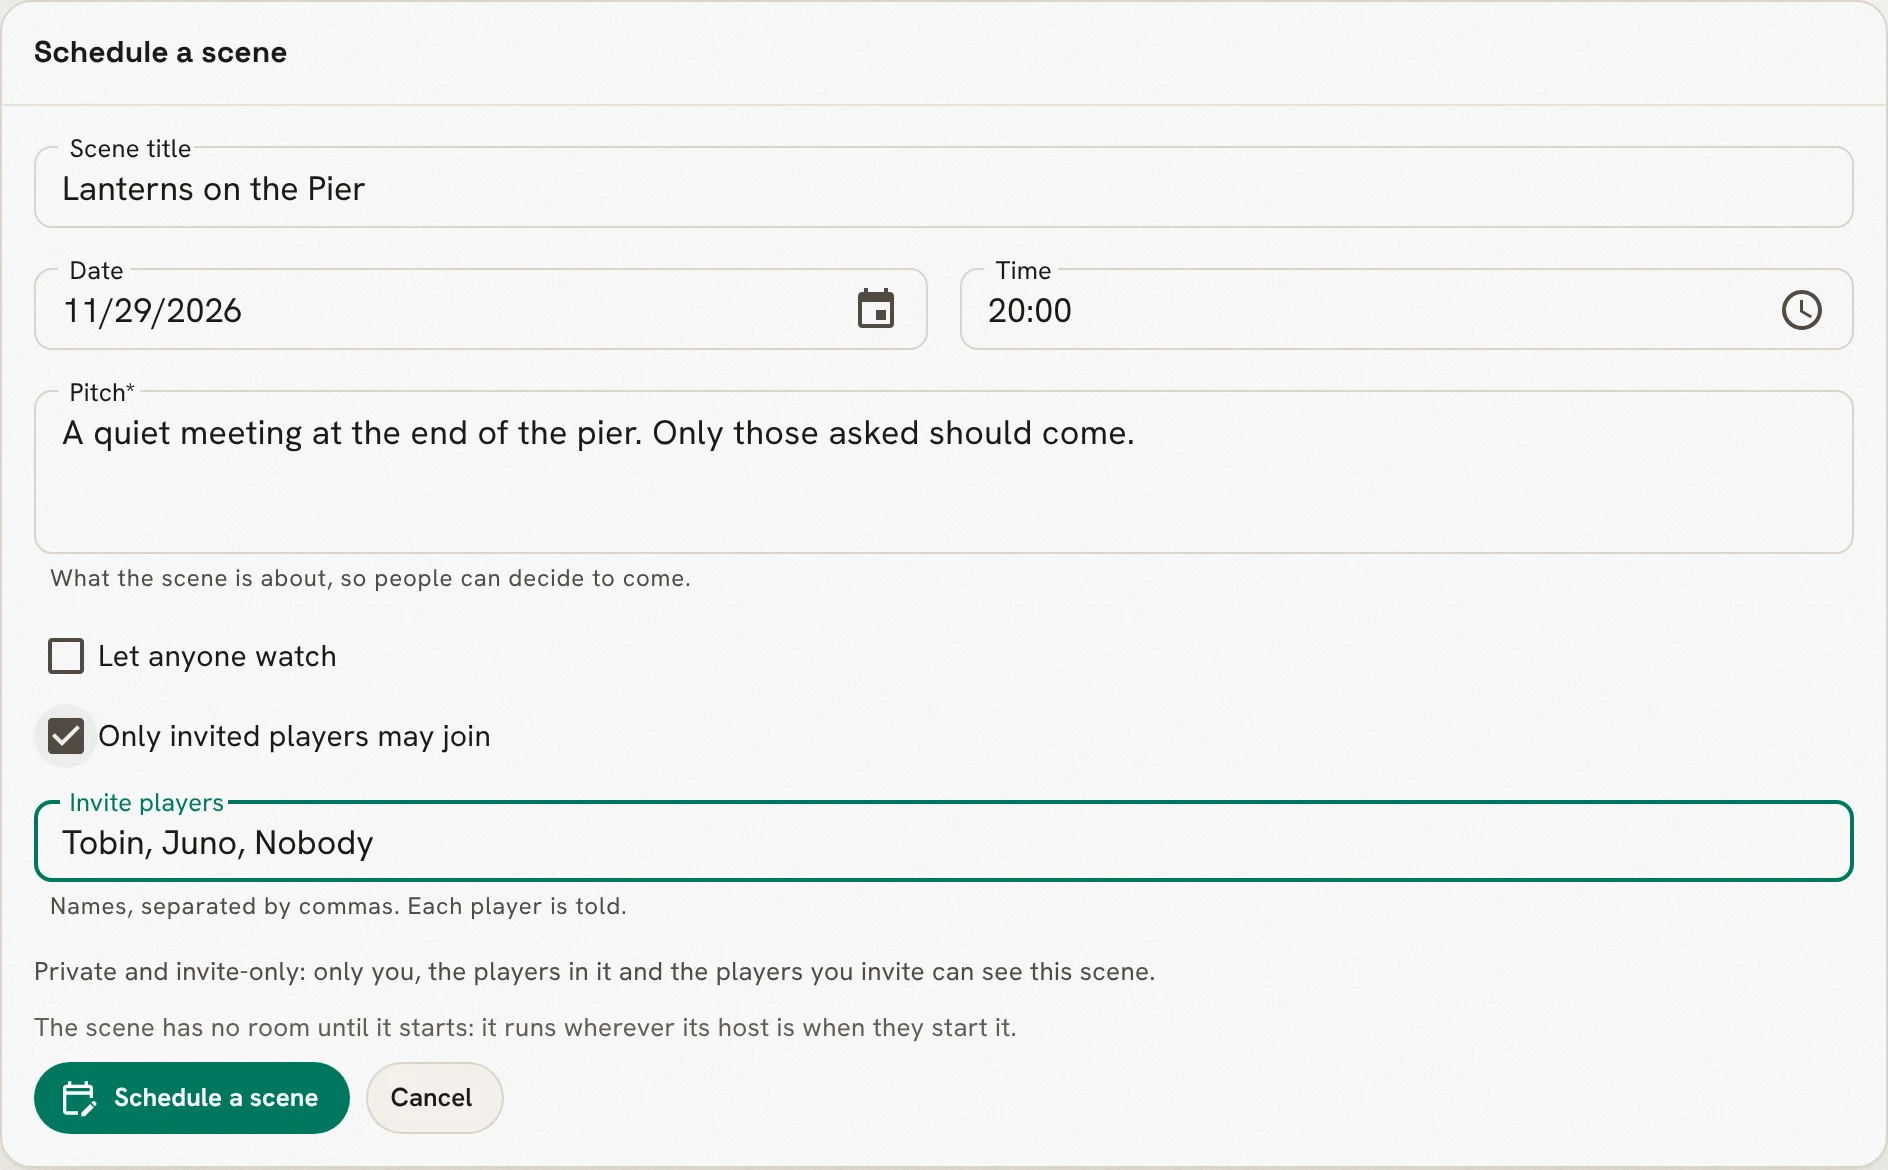 Schedule a scene
Scene title
Lanterns on the Pier
Date
11/29/2026
Time
20:00
Pitch*
A quiet meeting at the end of the pier. Only those asked should come.
What the scene is about, so people can decide to come.
Let anyone watch
Only invited players may join
Invite players
Tobin, Juno, Nobody
Names, separated by commas. Each player is told.
Private and invite-only: only you, the players in it and the players you invite can see this scene.
The scene has no room until it starts: it runs wherever its host is when they start it.
Schedule a scene
Cancel